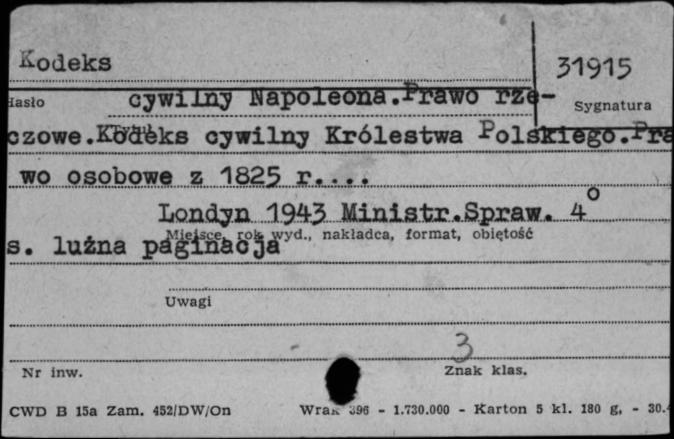 Kodeks
31915
Hasło
cywilny Napoleona.Prawo rze-
Sygnatura
czowe.Kodeks cywilny Królestwa Polskiego.Pra
wo osobowe z 1825 r....
Londyn 1943 Ministr.Spraw. 4°
Miejsce, rok wyd., nakładca, format, objętość
s. luźna paginacja
Uwagi
3
Nr inw.
Znak klas.
CWD B 15a Zam. 452/DW/On
396 - 1.730.000 - Karton 5 kl. 180 g, - 30.